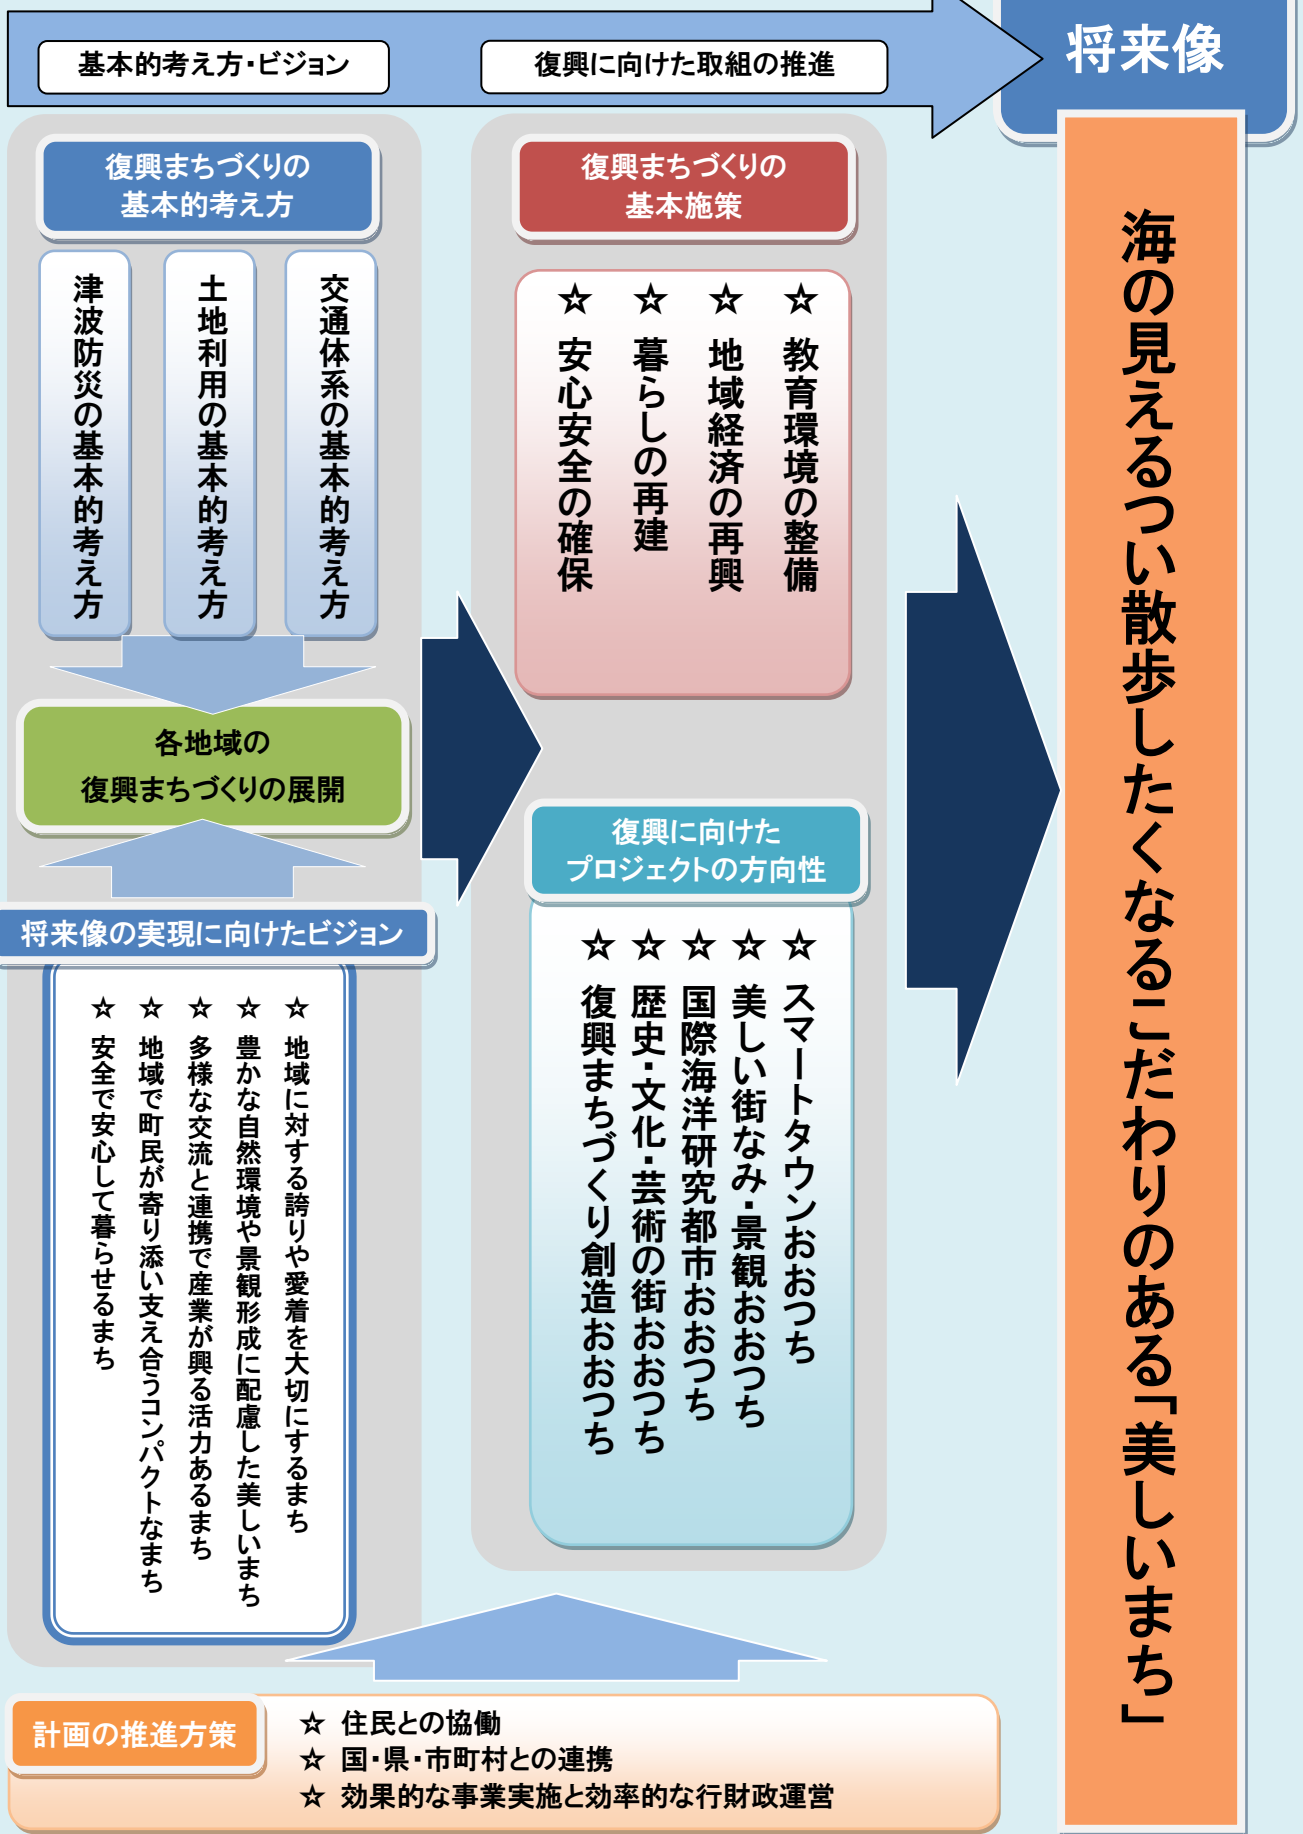 基本的考え方・ビジョン
復興に向けた取組の推進
将来像
復興まちづくりの
基本的考え方
津波防災の基本的考え方
土地利用の基本的考え方
交通体系の基本的考え方
各地域の
復興まちづくりの展開
将来像の実現に向けたビジョン
☆ 地域に対する誇りや愛着を大切にするまち
☆ 豊かな自然環境や景観形成に配慮した美しいまち
☆ 多様な交流と連携で産業が興る活力あるまち
☆ 地域で町民が寄り添い支え合うコンパクトなまち
☆ 安全で安心して暮らせるまち
復興まちづくりの
基本施策
☆ 教育環境の整備
☆ 地域経済の再興
☆ 暮らしの再建
☆ 安心安全の確保
復興に向けた
プロジェクトの方向性
☆ スマートタウンおおつち
☆ 美しい街なみ・景観おおつち
☆ 国際海洋研究都市おおつち
☆ 歴史・文化・芸術の街おおつち
☆ 復興まちづくり創造おおつち
海の見えるつい散歩したくなるこだわりのある「美しいまち」
計画の推進方策
☆ 住民との協働
☆ 国・県・市町村との連携
☆ 効果的な事業実施と効率的な行財政運営